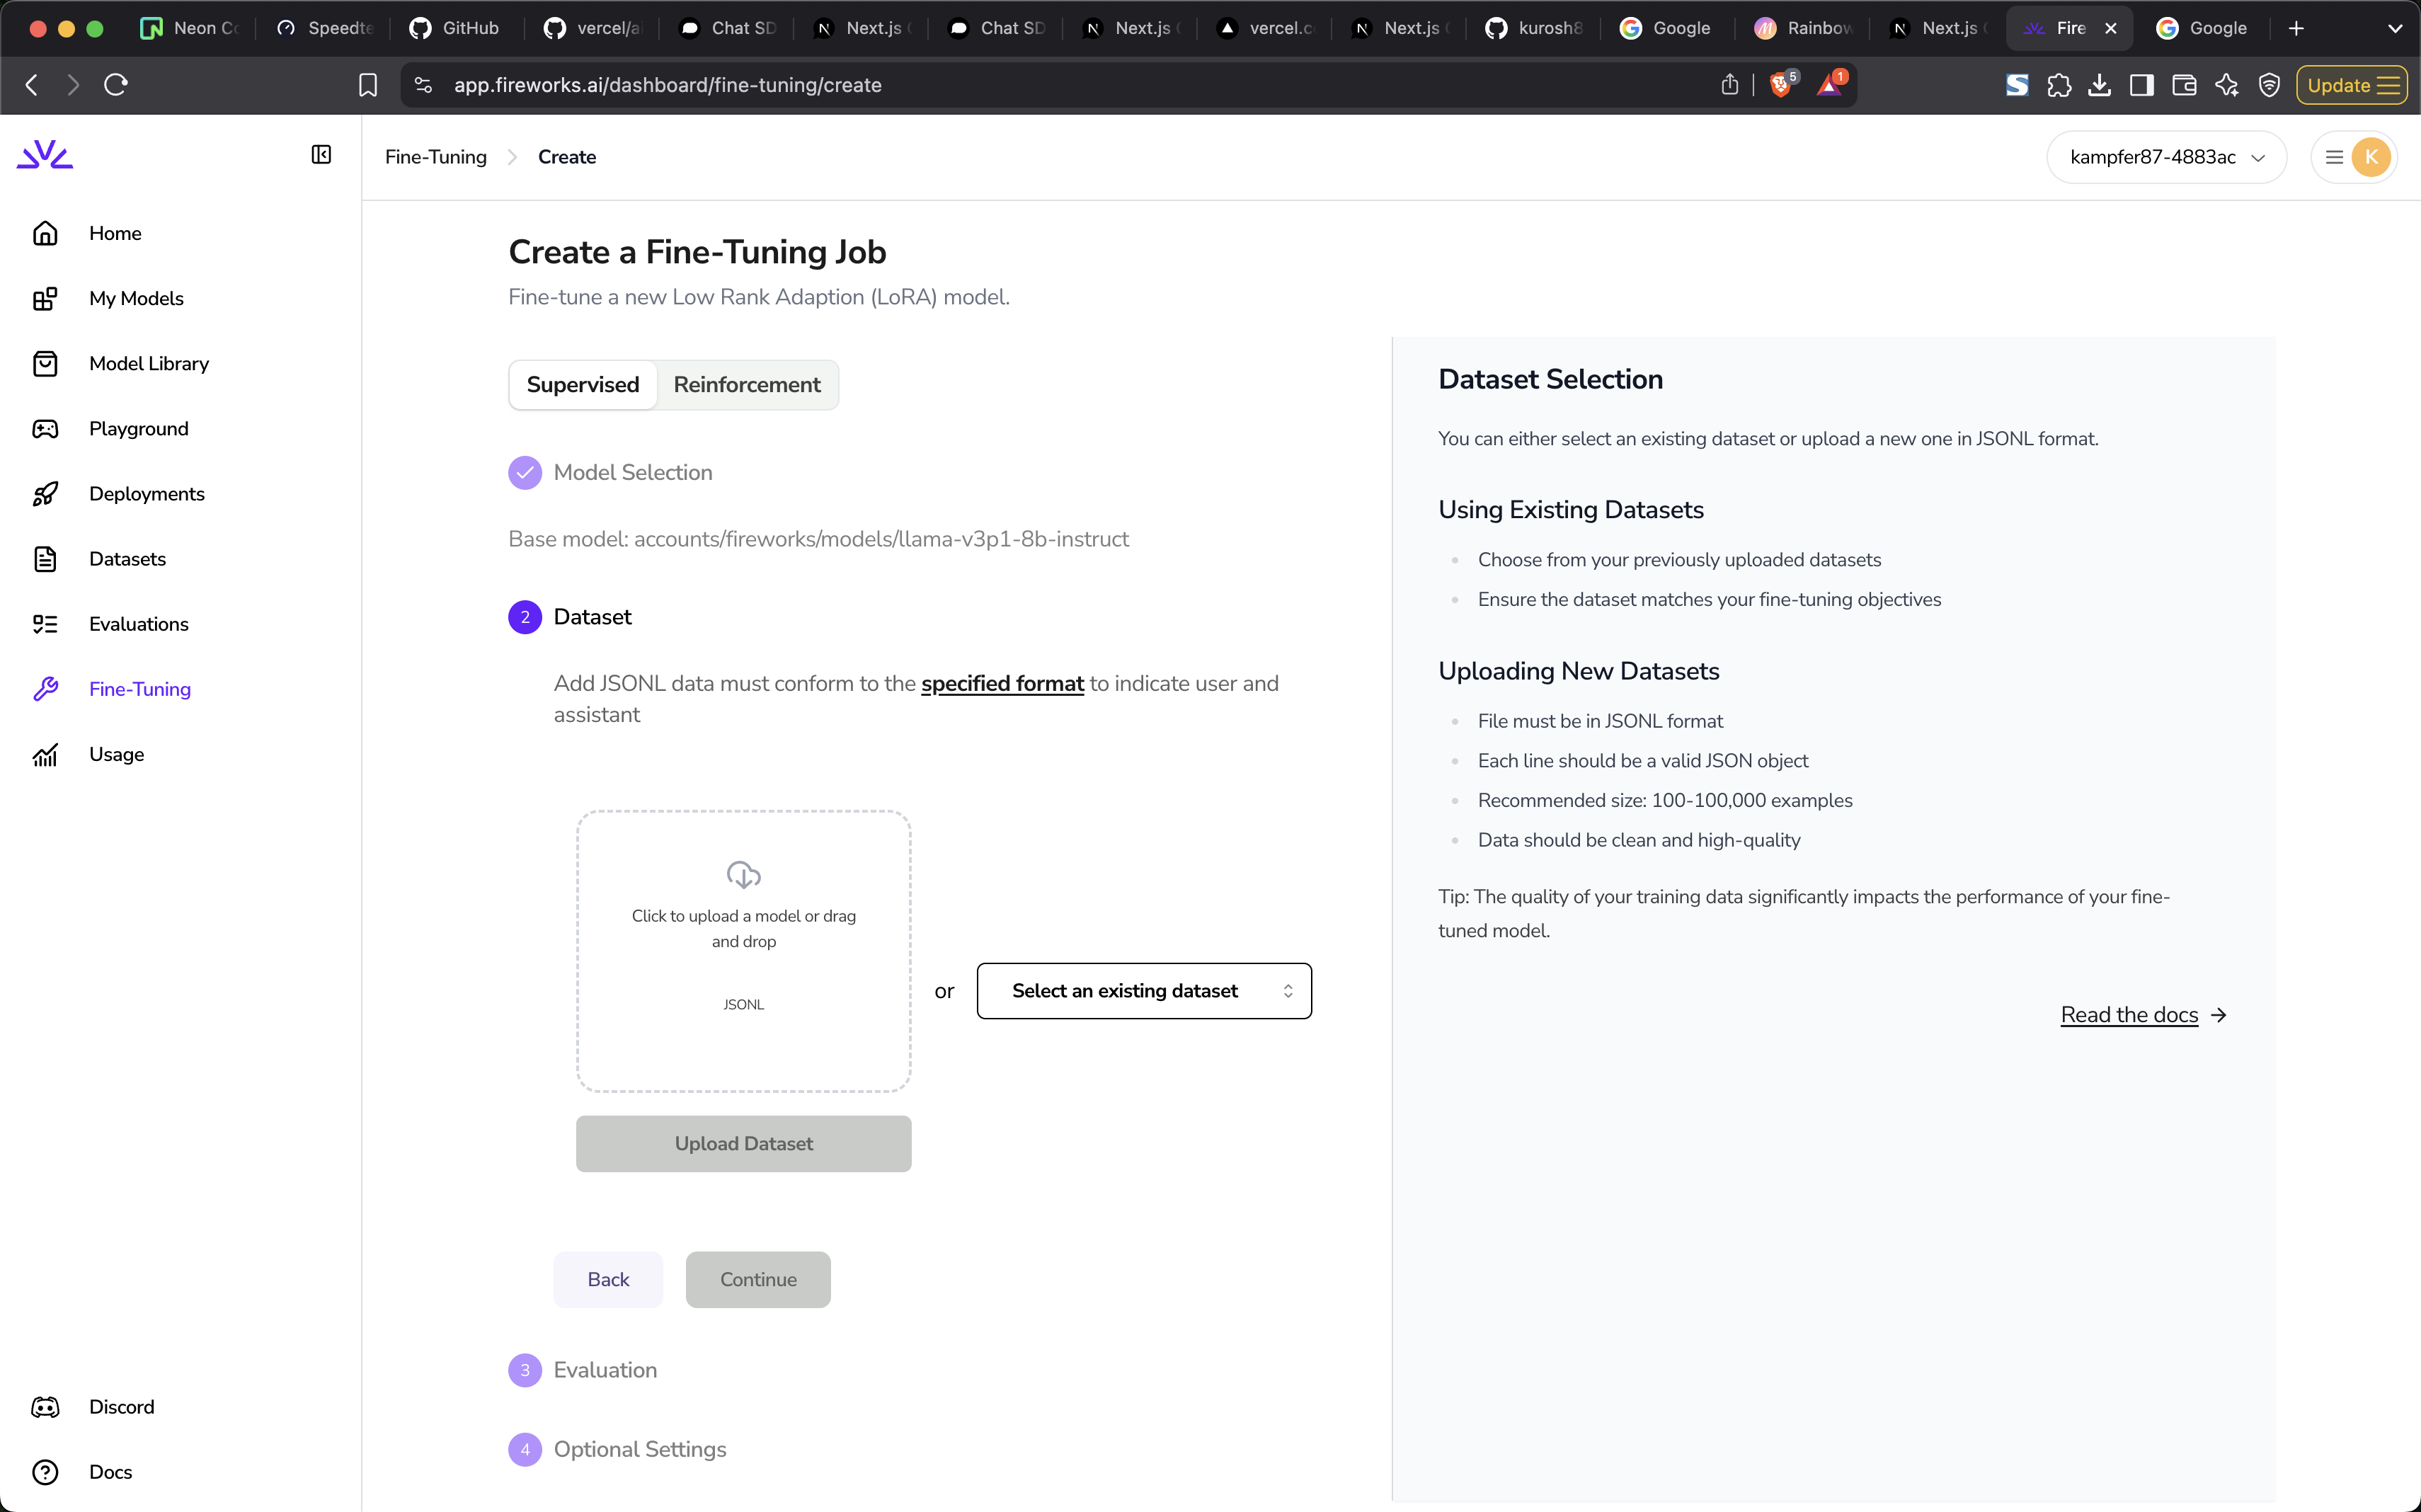 Neon Co
Speedte
GitHub
vercel/ai
Chat SD
Next.js
Chat SD
Next.js
vercel.c
Next.js
kurosh8
Google
Rainbow
Next.js
Fire
Google
app.fireworks.ai/dashboard/fine-tuning/create
5
1
Update
Fine-Tuning
Create
kampfer87-4883ac
K
Home
My Models
Model Library
Playground
Deployments
Datasets
Evaluations
Fine-Tuning
Usage
Discord
Docs
Create a Fine-Tuning Job
Fine-tune a new Low Rank Adaption (LoRA) model.
Supervised
Reinforcement
Model Selection
Base model: accounts/fireworks/models/llama-v3p1-8b-instruct
2 Dataset
Add JSONL data must conform to the specified format to indicate user and
assistant
Click to upload a model or drag
and drop
JSONL
or
Select an existing dataset
Upload Dataset
Back
Continue
3 Evaluation
4 Optional Settings
Dataset Selection
You can either select an existing dataset or upload a new one in JSONL format.
Using Existing Datasets
Choose from your previously uploaded datasets
Ensure the dataset matches your fine-tuning objectives
Uploading New Datasets
File must be in JSONL format
Each line should be a valid JSON object
Recommended size: 100-100,000 examples
Data should be clean and high-quality
Tip: The quality of your training data significantly impacts the performance of your fine-
tuned model.
Read the docs →